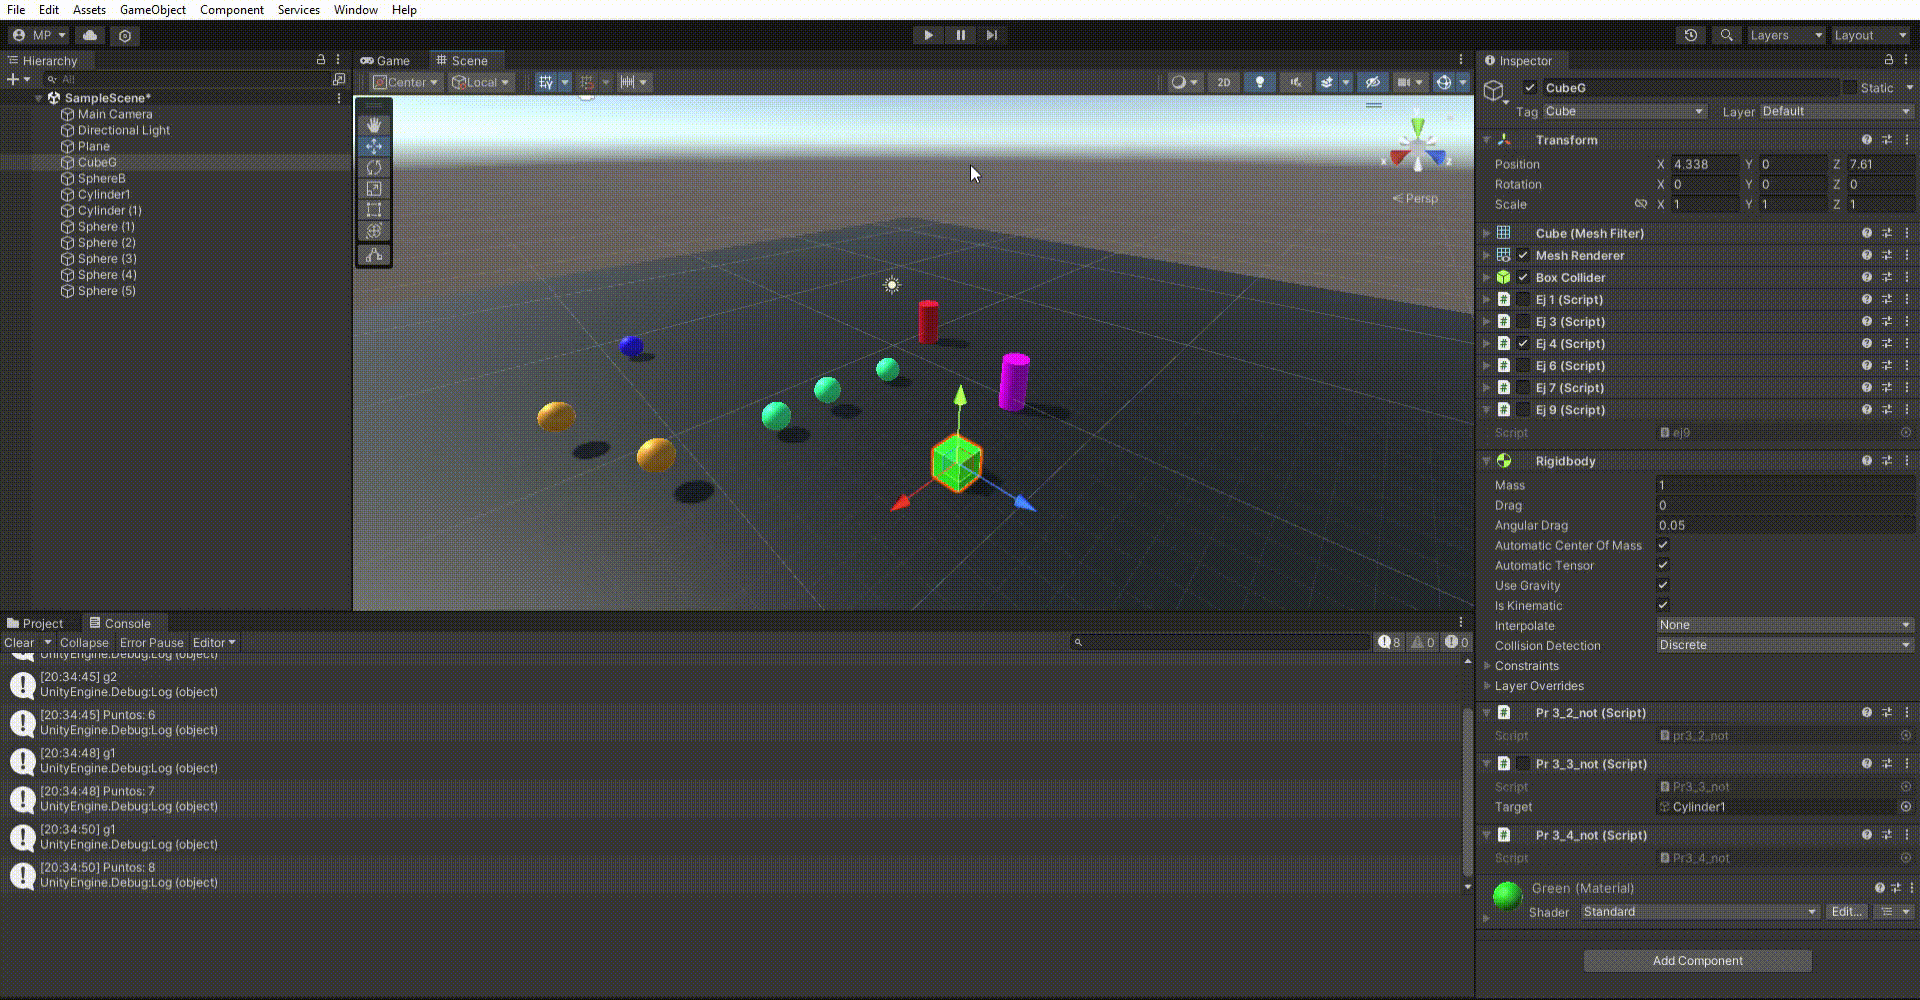 File Edit Assets GameObject Component Services Window Help
MP
Layers Layout
Hierarchy
All
SampleScene*
Main Camera
Directional Light
Plane
CubeG
SphereB
Cylinder1
Cylinder (1)
Sphere (1)
Sphere (2)
Sphere (3)
Sphere (4)
Sphere (5)
Game Scene
Center Local 2D
x z
Persp
Inspector
CubeG Static
Tag Cube Layer Default
Transform
Position X 4.338 Y 0 Z 7.61
Rotation X 0 Y 0 Z 0
Scale X 1 Y 1 Z 1
Cube (Mesh Filter)
Mesh Renderer
Box Collider
Ej 1 (Script)
Ej 3 (Script)
Ej 4 (Script)
Ej 6 (Script)
Ej 7 (Script)
Ej 9 (Script)
Script ej9
Rigidbody
Mass 1
Drag 0
Angular Drag 0.05
Automatic Center Of Mass
Automatic Tensor
Use Gravity
Is Kinematic
Interpolate None
Collision Detection Discrete
Constraints
Layer Overrides
Pr 3_2_not (Script)
Script pr3_2_not
Pr 3_3_not (Script)
Script Pr3_3_not
Target Cylinder1
Pr 3_4_not (Script)
Script Pr3_4_not
Green (Material)
Shader Standard Edit...
Add Component
Project Console
Clear Collapse Error Pause Editor 8 0 0
UnityEngine.Debug:Log (object)
[20:34:45] g2
UnityEngine.Debug:Log (object)
[20:34:45] Puntos: 6
UnityEngine.Debug:Log (object)
[20:34:48] g1
UnityEngine.Debug:Log (object)
[20:34:48] Puntos: 7
UnityEngine.Debug:Log (object)
[20:34:50] g1
UnityEngine.Debug:Log (object)
[20:34:50] Puntos: 8
UnityEngine.Debug:Log (object)